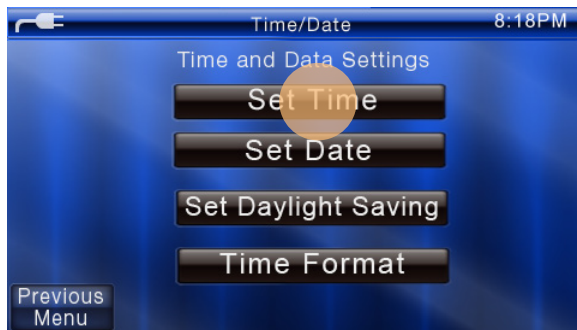 Time/Date 8:18PM
Time and Data Settings
Set Time
Set Date
Set Daylight Saving
Time Format
Previous
Menu